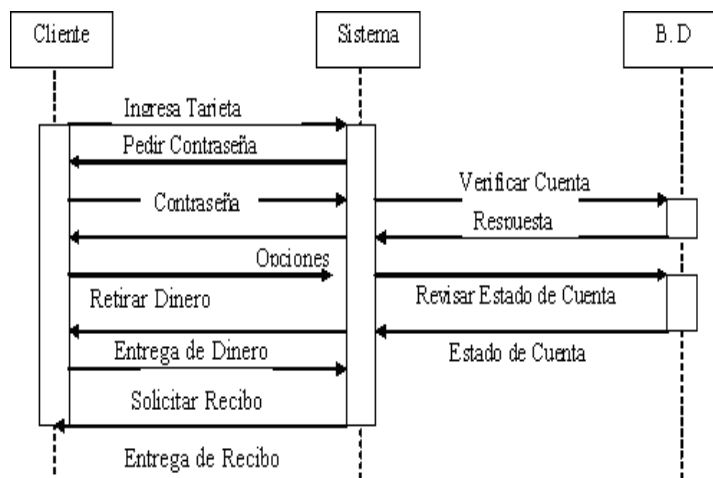 Cliente
Sistema
B.D
Ingresa Tarjeta
Pedir Contraseña
Contraseña
Verificar Cuenta
Respuesta
Opciones
Retirar Dinero
Revisar Estado de Cuenta
Entrega de Dinero
Estado de Cuenta
Solicitar Recibo
Entrega de Recibo